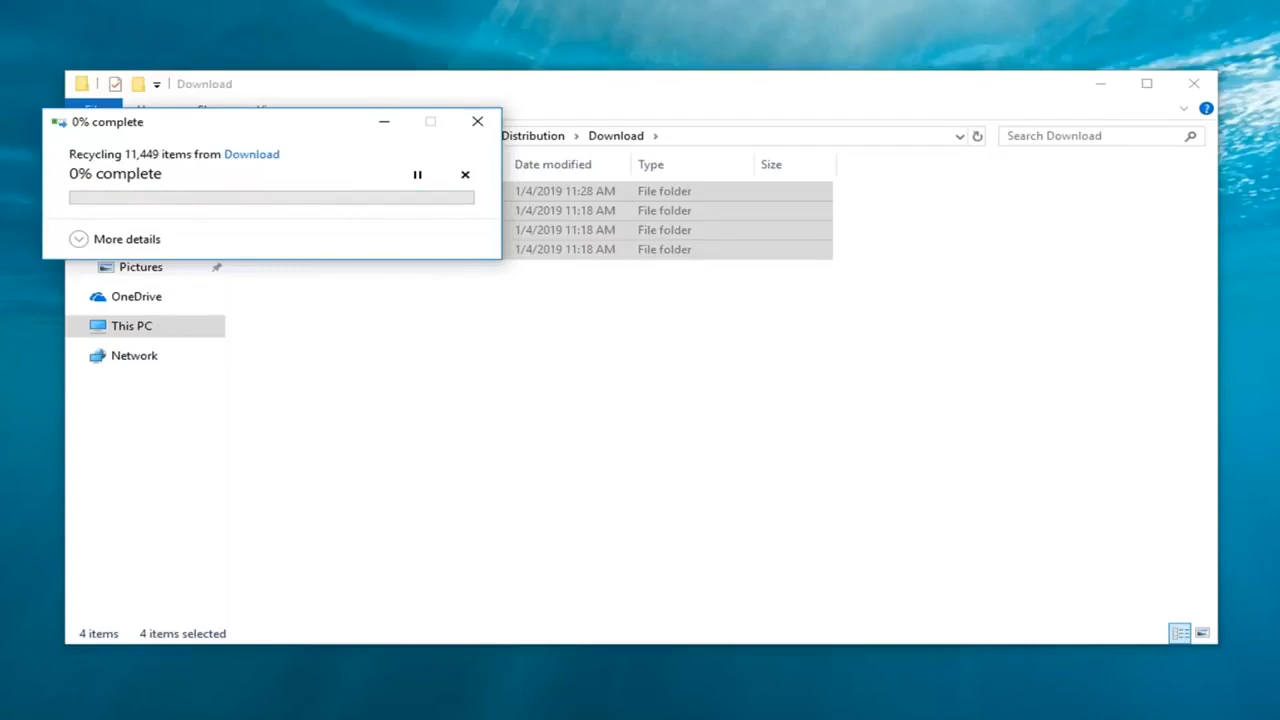 Download
0% complete
Recycling 11,449 items from Download
0% complete
More details
Distribution > Download >
Search Download
Date modified Type Size
1/4/2019 11:28 AM File folder
1/4/2019 11:18 AM File folder
1/4/2019 11:18 AM File folder
1/4/2019 11:18 AM File folder
Pictures
OneDrive
This PC
Network
4 items 4 items selected